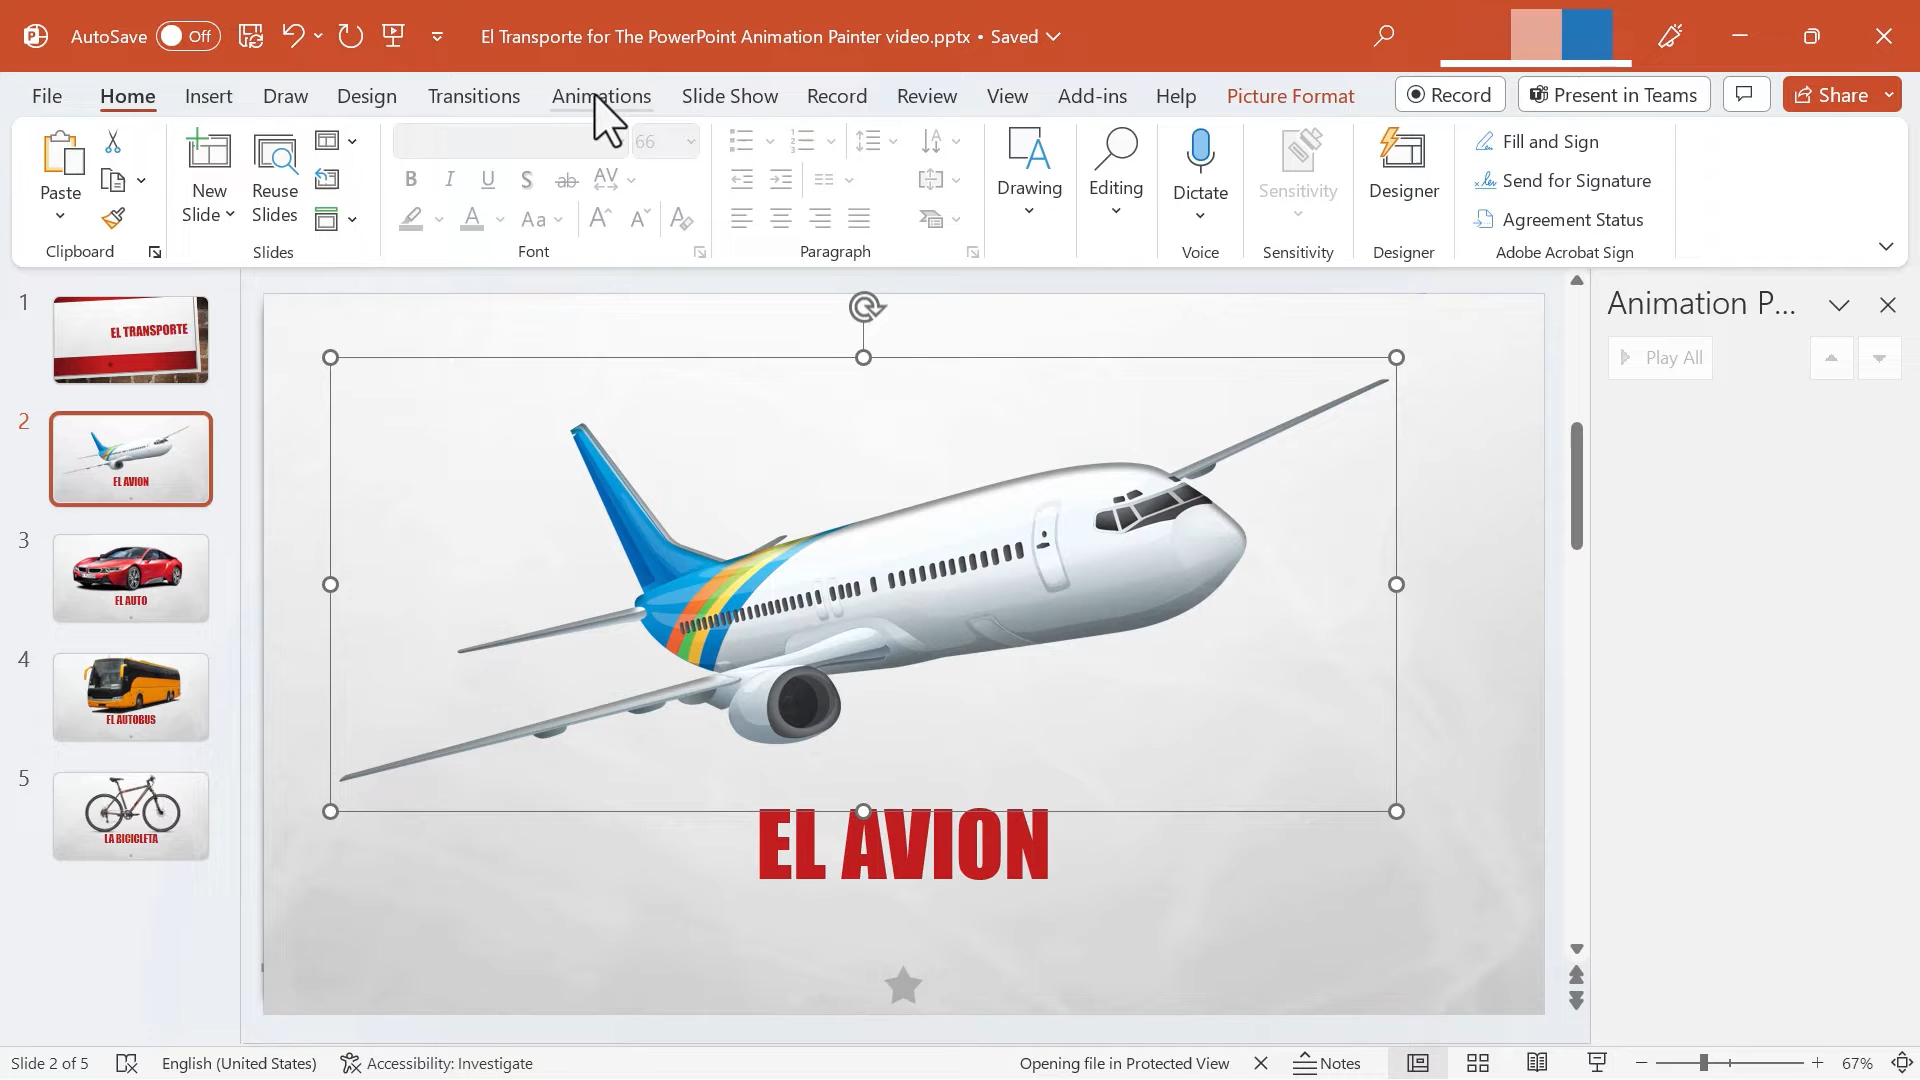 AutoSave Off El Transporte for The PowerPoint Animation Painter video.pptx • Saved
File Home Insert Draw Design Transitions Animations Slide Show Record Review View Add-ins Help Picture Format Record Present in Teams Share
Paste
Clipboard
New Slide
Reuse Slides
Slides
66
B I U S ab AV
A Aa A A A
Font
Paragraph
Drawing
Editing
Dictate
Voice
Sensitivity
Sensitivity
Designer
Designer
Fill and Sign
Send for Signature
Agreement Status
Adobe Acrobat Sign
1
EL TRANSPORTE
2
EL AVION
3
EL AUTO
4
EL AUTOBUS
5
LA BICICLETA
EL AVION
Animation P...
Play All
Slide 2 of 5 English (United States) Accessibility: Investigate Opening file in Protected View Notes 67%